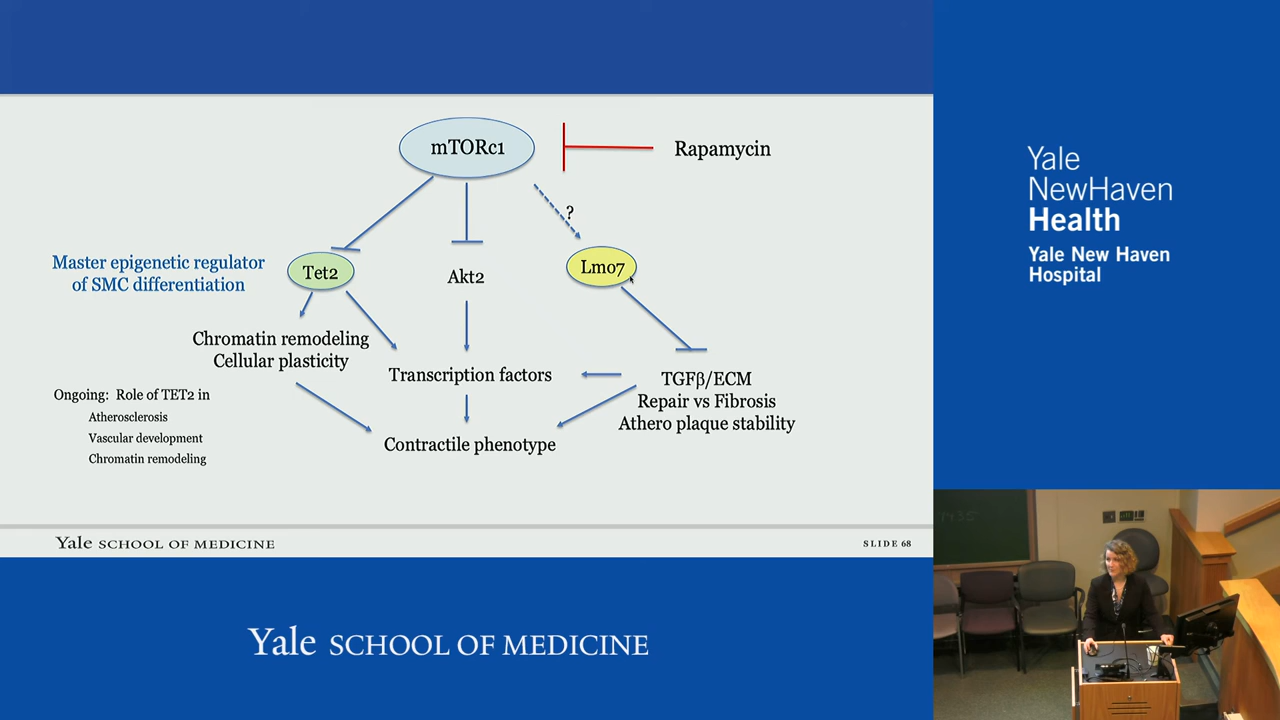 mTORc1
Rapamycin
?
Tet2
Akt2
Lmo7
Master epigenetic regulator
of SMC differentiation
Chromatin remodeling
Cellular plasticity
Transcription factors
TGFβ/ECM
Repair vs Fibrosis
Athero plaque stability
Contractile phenotype
Ongoing: Role of TET2 in
Atherosclerosis
Vascular development
Chromatin remodeling
Yale SCHOOL OF MEDICINE
SLIDE 68
Yale SCHOOL OF MEDICINE
Yale
NewHaven
Health
Yale New Haven
Hospital